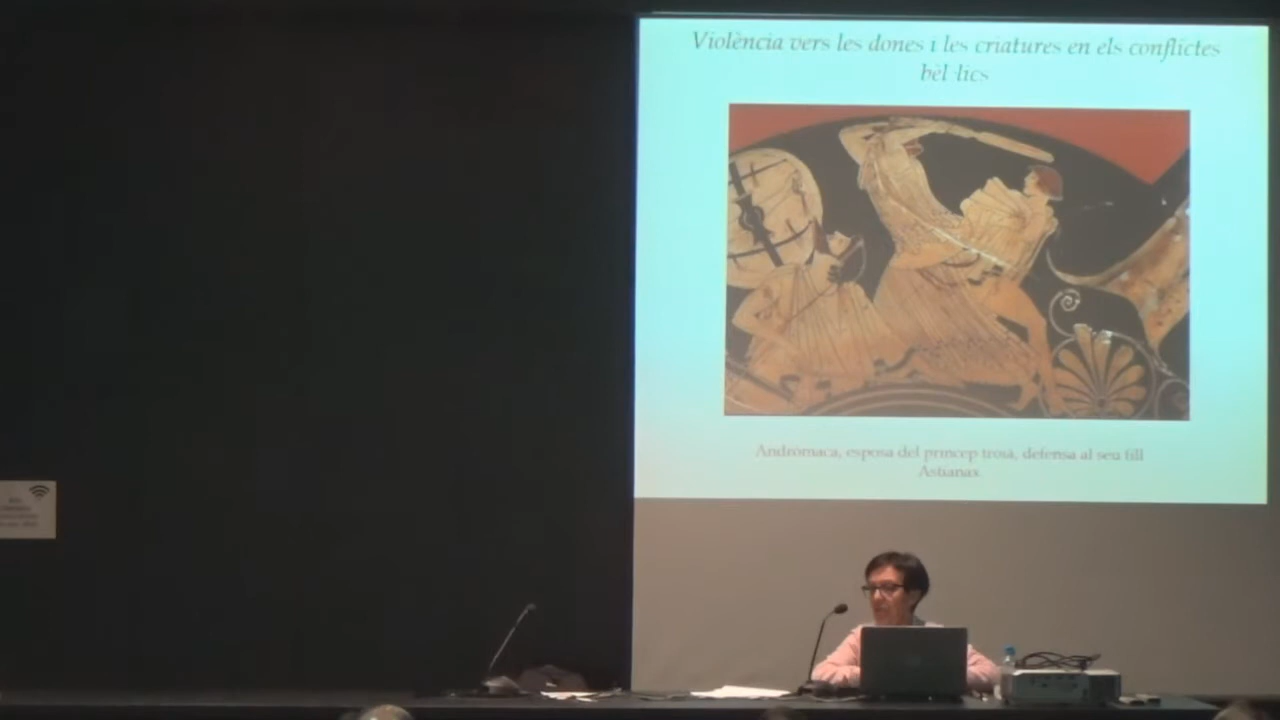 Violència vers les dones i les criatures en els conflictes
bèl·lics
Andròmaca, esposa del príncep troià, defensa al seu fill
Astianax